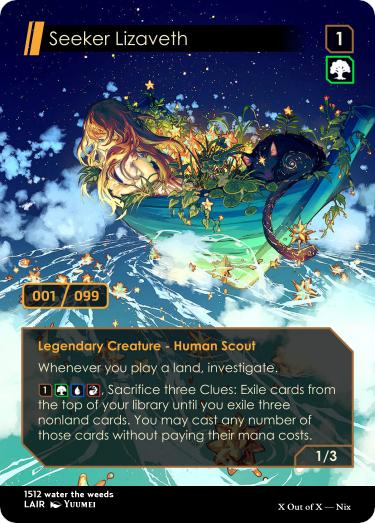 Seeker Lizaveth
1
001 / 099
Legendary Creature - Human Scout
Whenever you play a land, investigate.
1, Sacrifice three Clues: Exile cards from
the top of your library until you exile three
nonland cards. You may cast any number of
those cards without paying their mana costs.
1/3
1512 water the weeds
LAIR Yuumei
X Out of X — Nix